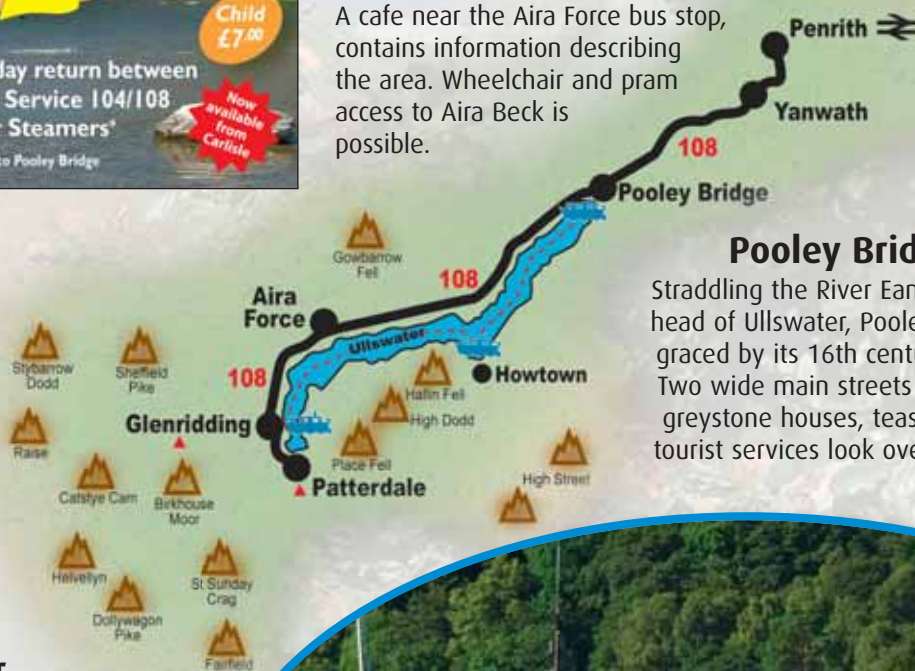 Child
£7.00
day return between
Service 104/108
Steamers*
to Pooley Bridge
Now
available
from
Carlisle
A cafe near the Aira Force bus stop,
contains information describing
the area. Wheelchair and pram
access to Aira Beck is
possible.
Penrith
Yanwath
108
Pooley Bridge
Gowbarrow
Fell
108
Aira
Force
Ullswater
Howtown
Stybarrow
Dodd
Sheffield
Pike
108
Hallin Fell
High Dodd
Glenridding
Raise
Place Fell
Patterdale
High Street
Catstye Cam
Birkhouse
Moor
Helvellyn
St Sunday
Crag
Dollywagon
Pike
Fairfield
Pooley Brid
Straddling the River Eam
head of Ullswater, Poole
graced by its 16th cent
Two wide main streets
greystone houses, teas
tourist services look ove